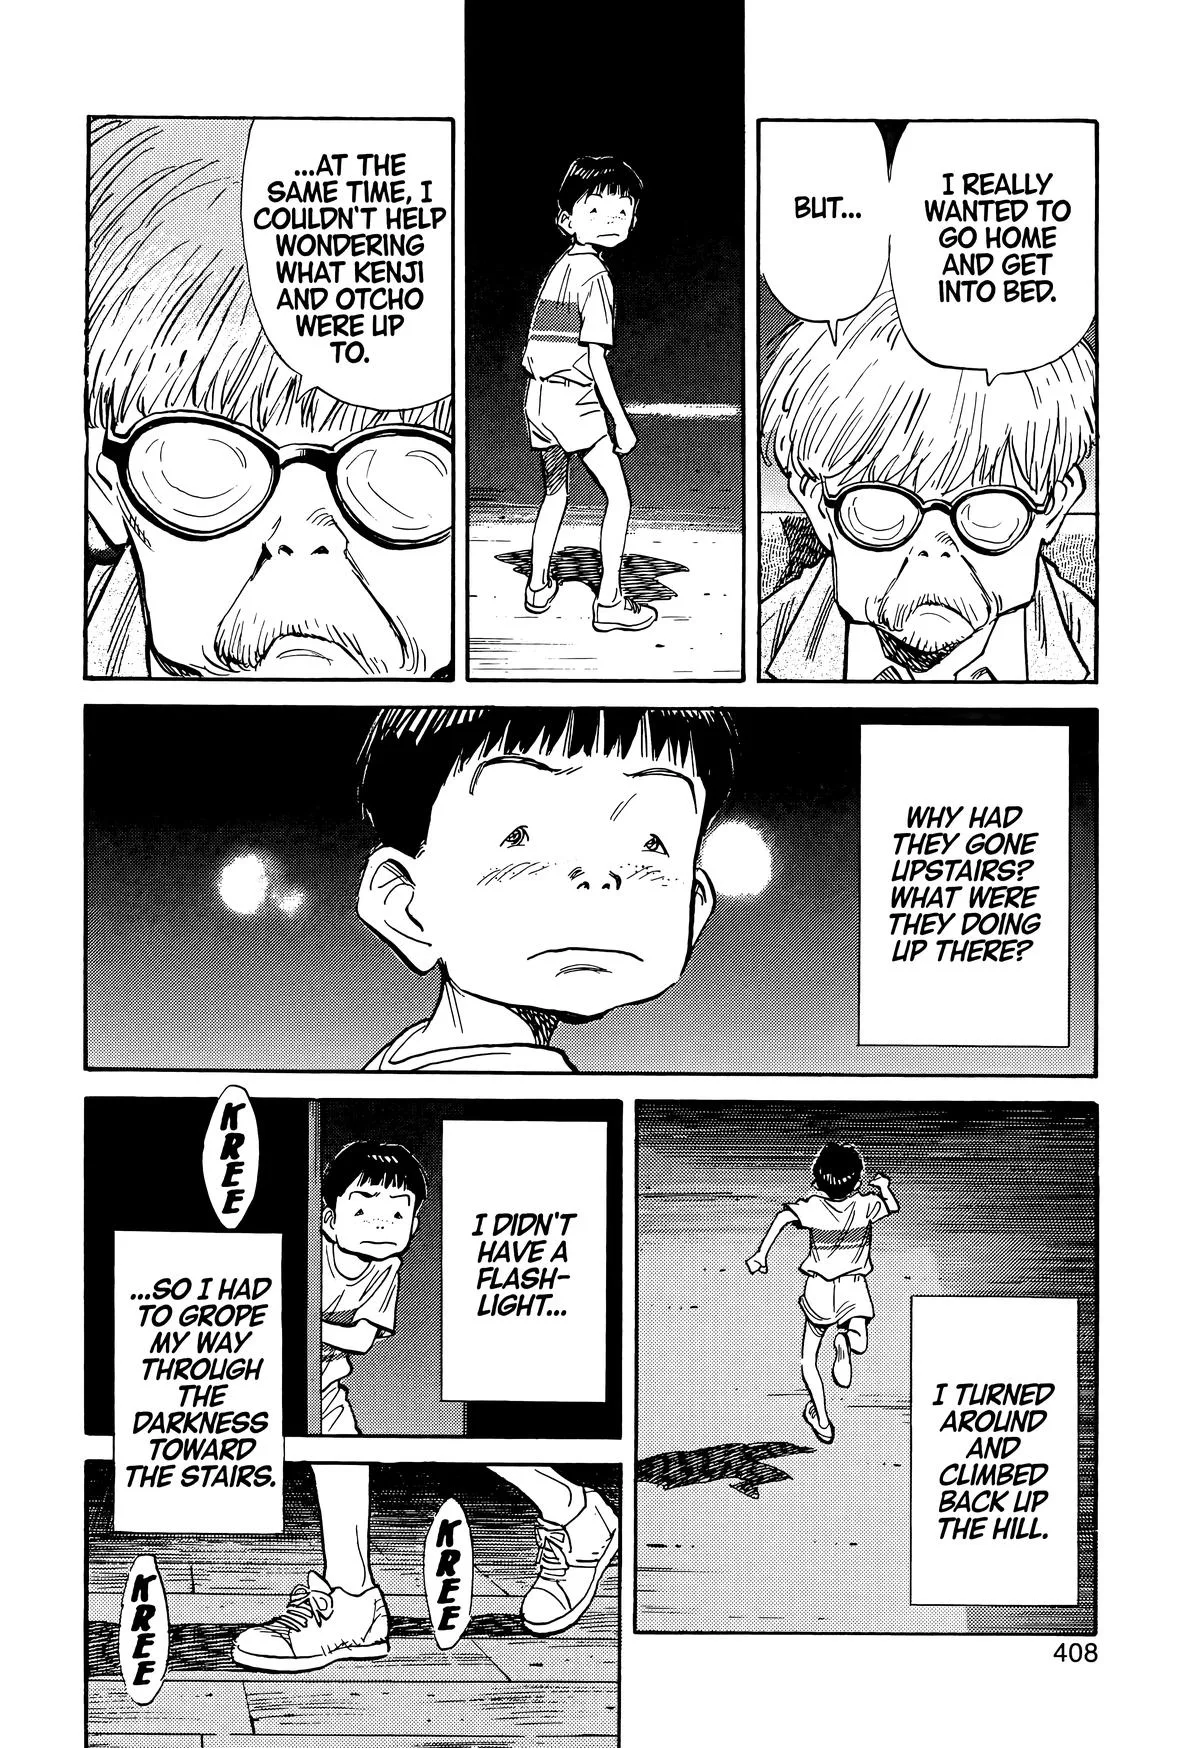 I REALLY
WANTED TO
GO HOME
AND GET
INTO BED.
BUT...
...AT THE
SAME TIME, I
COULDN'T HELP
WONDERING
WHAT KENJI
AND OTCHO
WERE UP
TO.
WHY HAD
THEY GONE
UPSTAIRS?
WHAT WERE
THEY DOING
UP THERE?
I TURNED
AROUND
AND
CLIMBED
BACK UP
THE HILL.
I DIDN'T
HAVE A
FLASH-
LIGHT...
KREE
...SO I HAD
TO GROPE
MY WAY
THROUGH
THE
DARKNESS
TOWARD
THE STAIRS.
KREE
KREE
408